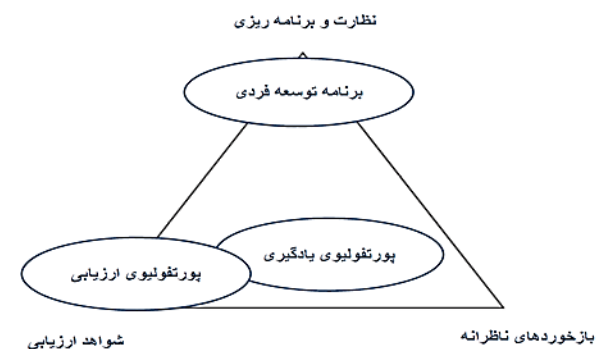 نظارت و برنامه ریزی
برنامه توسعه فردی
پورتفولیوی یادگیری
پورتفولیوی ارزیابی
بازخوردهای ناظرانه
شواهد ارزیابی